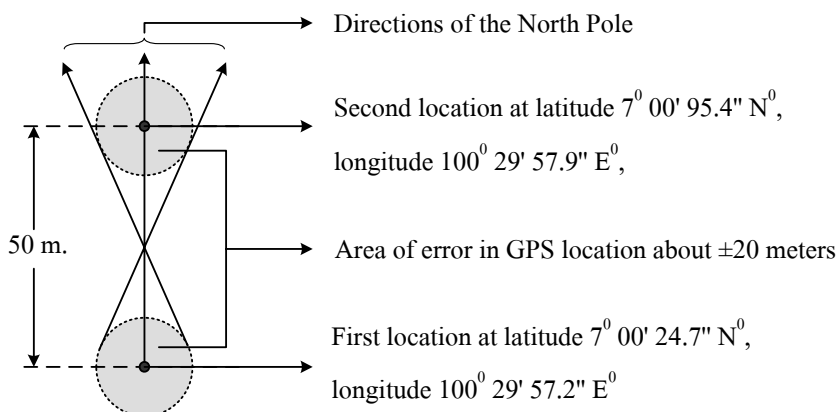 Directions of the North Pole
Second location at latitude 7⁰ 00' 95.4" N⁰,
longitude 100⁰ 29' 57.9" E⁰,
50 m.
Area of error in GPS location about ±20 meters
First location at latitude 7⁰ 00' 24.7" N⁰,
longitude 100⁰ 29' 57.2" E⁰